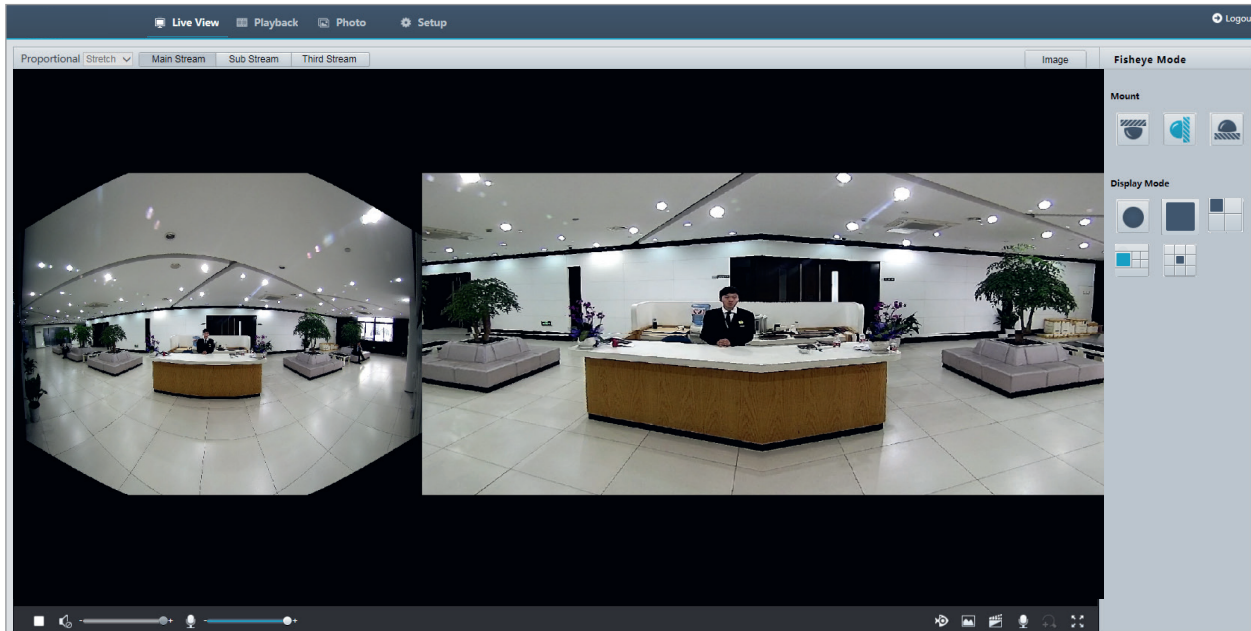 Live View Playback Photo Setup Logou
Proportional Stretch Main Stream Sub Stream Third Stream Image Fisheye Mode
Mount
Display Mode